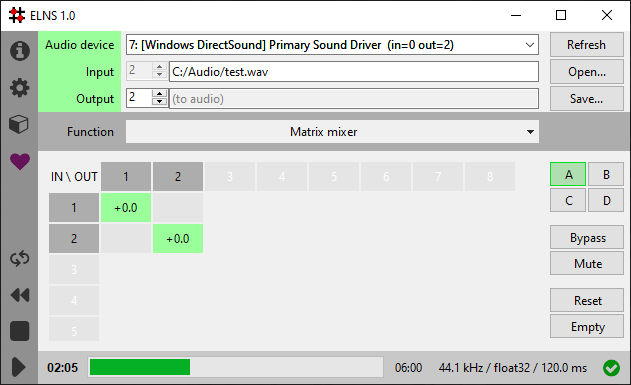 ELNS 1.0
Audio device 7: [Windows DirectSound] Primary Sound Driver (in=0 out=2) Refresh
Input 2 C:/Audio/test.wav Open...
Output 2 (to audio) Save...
Function Matrix mixer
IN \ OUT 1 2 3 4 5 6 7 8 A B
1 +0.0 C D
2 +0.0 Bypass
3 Mute
4 Reset
5 Empty
02:05 06:00 44.1 kHz / float32 / 120.0 ms